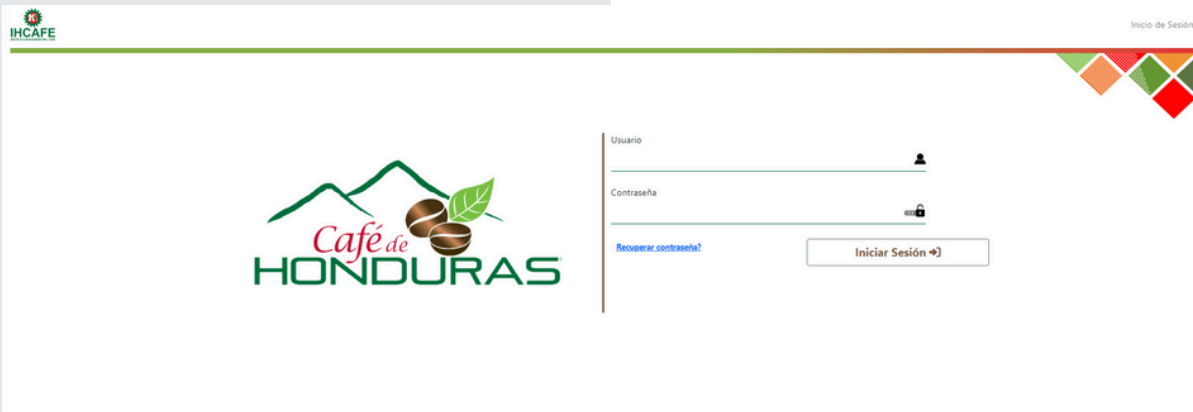 IHCAFE
Inicio de Sesión
Usuario
Contraseña
Recuperar contraseña?
Iniciar Sesión
Café de
HONDURAS